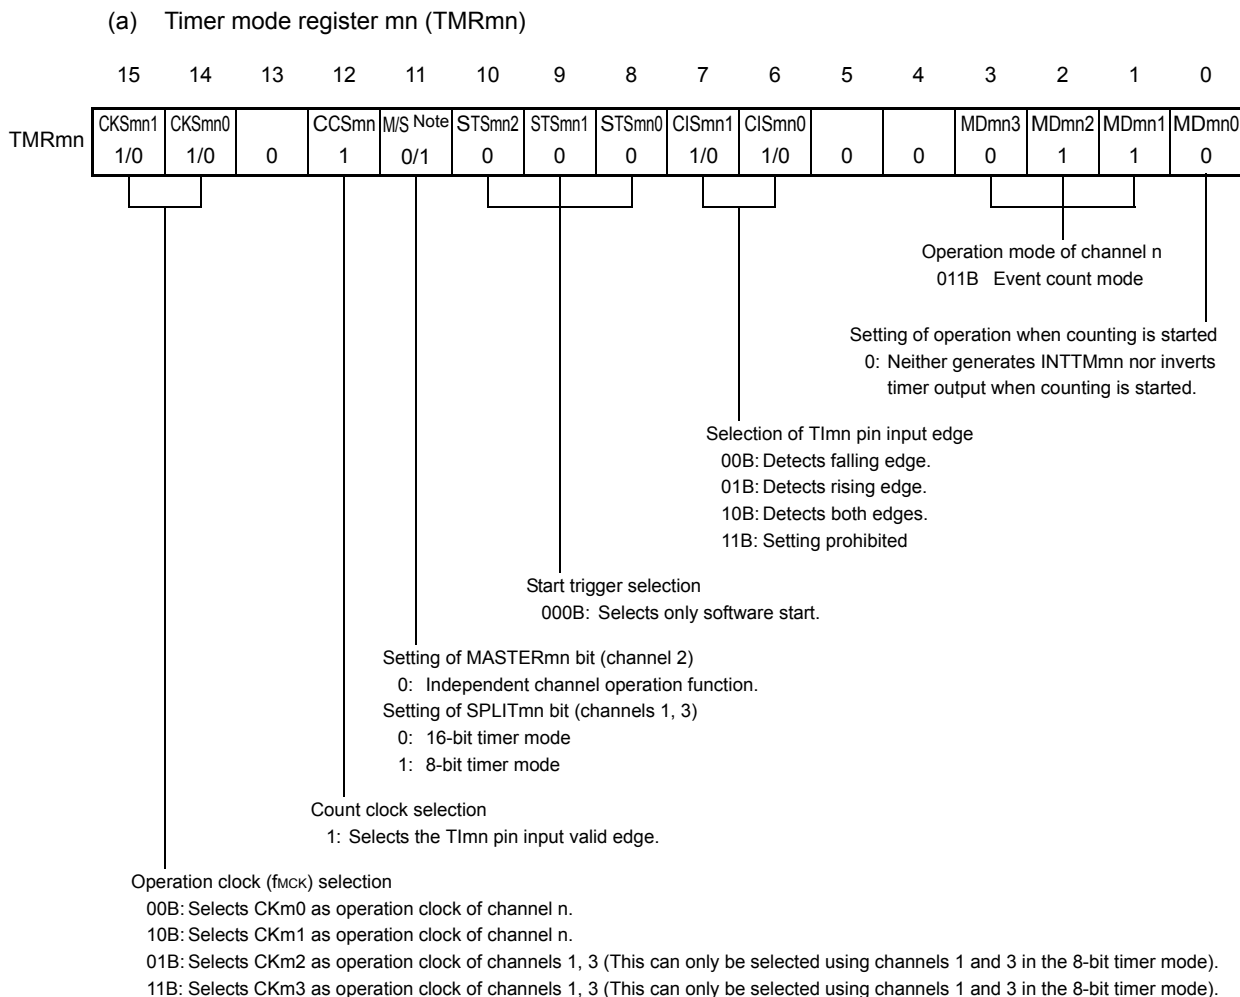 (a) Timer mode register mn (TMRmn)
15 14 13 12 11 10 9 8 7 6 5 4 3 2 1 0
TMRmn
CKSmn1 CKSmn0 CCSmn M/S Note STSmn2 STSmn1 STSmn0 CISmn1 CISmn0 MDmn3 MDmn2 MDmn1 MDmn0
1/0 1/0 0 1 0/1 0 0 0 1/0 1/0 0 0 0 1 1 0
Operation mode of channel n
011B Event count mode
Setting of operation when counting is started
0: Neither generates INTTMmn nor inverts
timer output when counting is started.
Selection of TImn pin input edge
00B: Detects falling edge.
01B: Detects rising edge.
10B: Detects both edges.
11B: Setting prohibited
Start trigger selection
000B: Selects only software start.
Setting of MASTERmn bit (channel 2)
0: Independent channel operation function.
Setting of SPLITmn bit (channels 1, 3)
0: 16-bit timer mode
1: 8-bit timer mode
Count clock selection
1: Selects the TImn pin input valid edge.
Operation clock (fMCK) selection
00B: Selects CKm0 as operation clock of channel n.
10B: Selects CKm1 as operation clock of channel n.
01B: Selects CKm2 as operation clock of channels 1, 3 (This can only be selected using channels 1 and 3 in the 8-bit timer mode).
11B: Selects CKm3 as operation clock of channels 1, 3 (This can only be selected using channels 1 and 3 in the 8-bit timer mode).